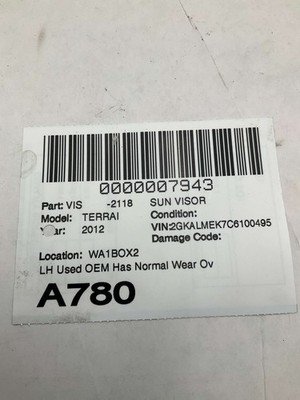 0000007943
Part: VIS -2118 SUN VISOR
Model: TERRAI Condition:
Year: 2012 VIN:2GKALMEK7C6100495
Damage Code:
Location: WA1BOX2
LH Used OEM Has Normal Wear Ov
A780